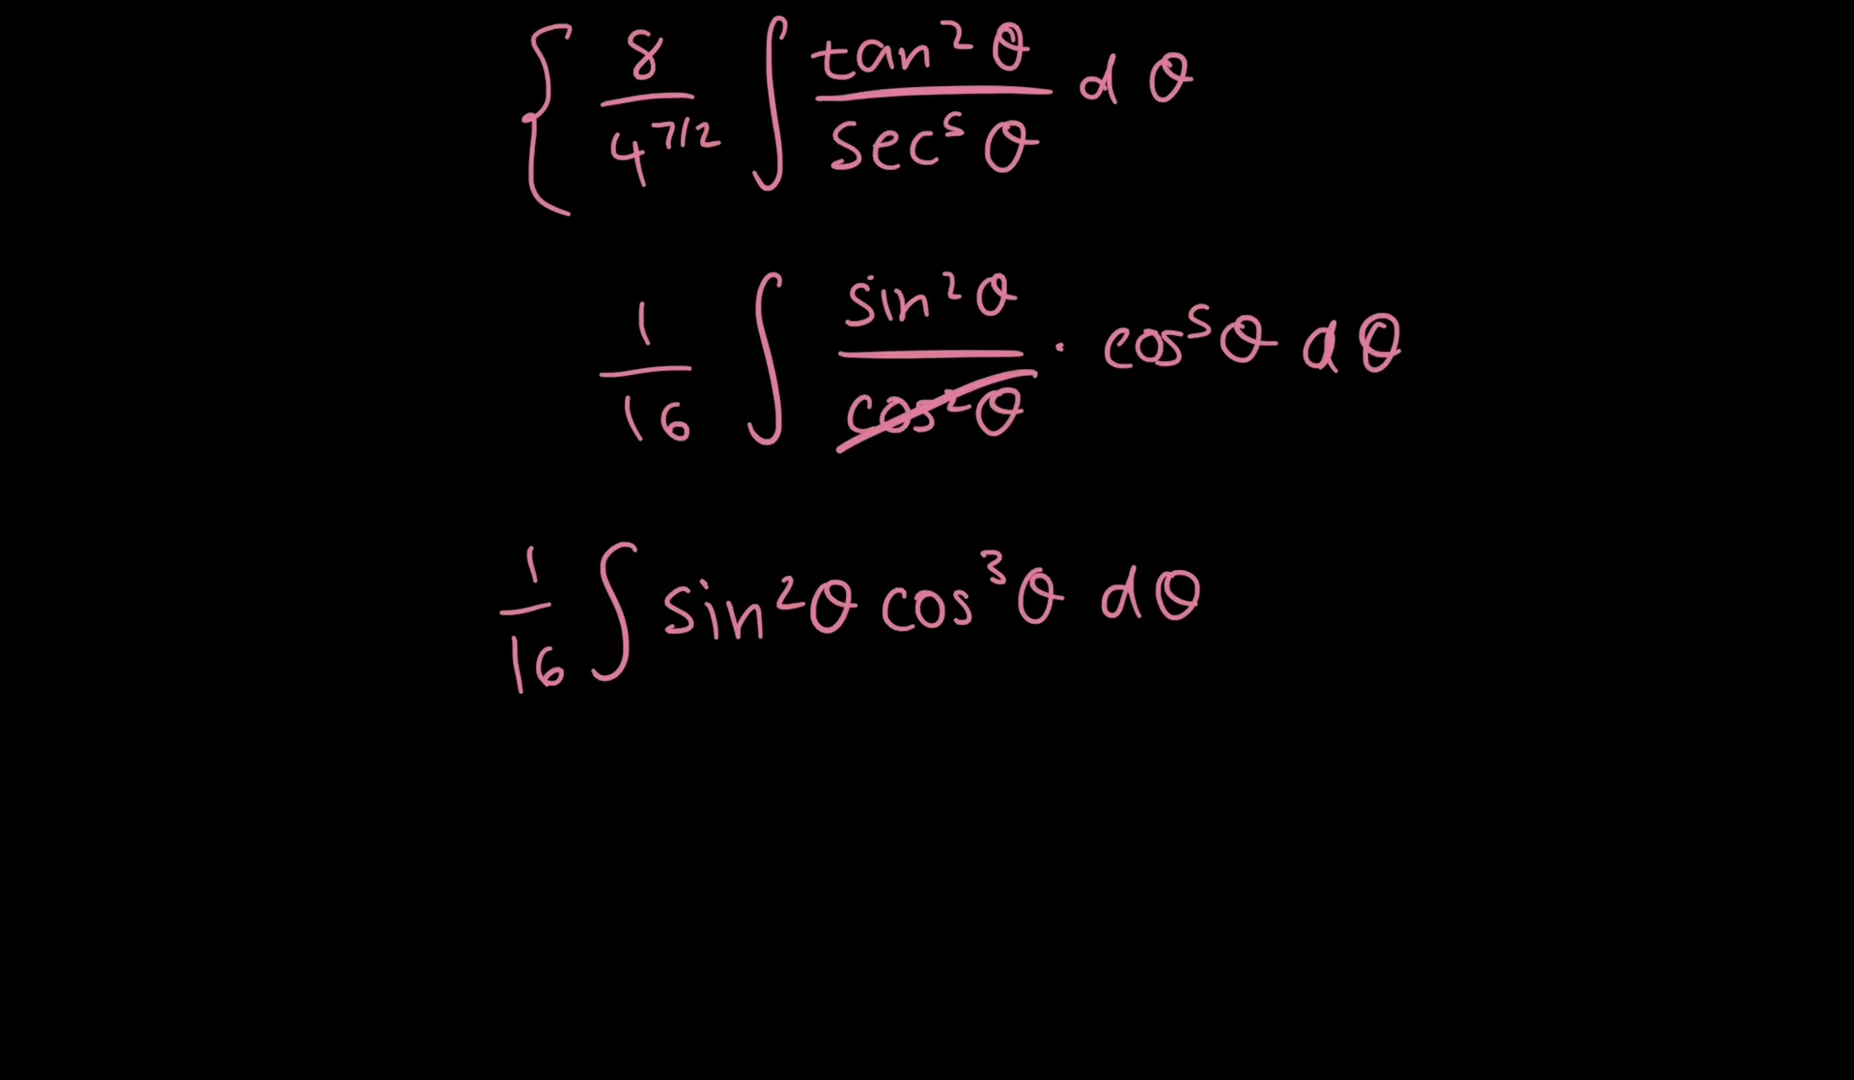 { 8/4^{7/2} ∫ tan²θ/sec⁵θ dθ
1/16 ∫ sin²θ/cos²θ · cos⁵θ dθ
1/16 ∫ sin²θ cos³θ dθ